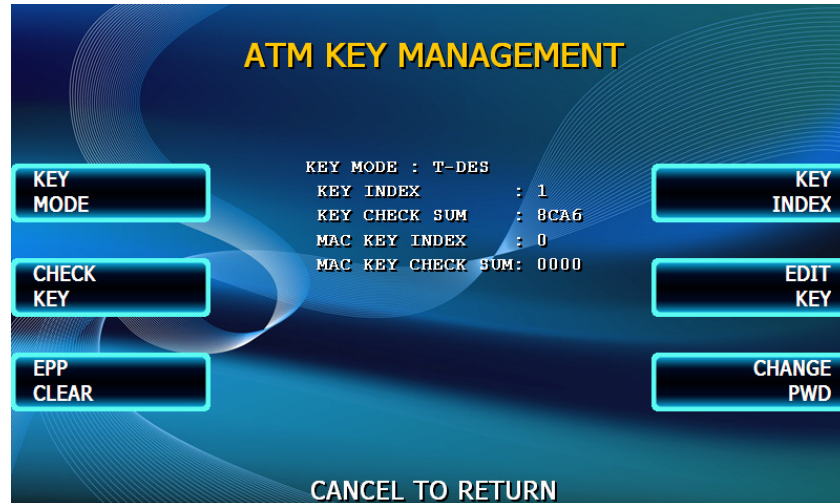 ATM KEY MANAGEMENT
KEY MODE : T-DES
KEY INDEX : 1
KEY CHECK SUM : 8CA6
MAC KEY INDEX : 0
MAC KEY CHECK SUM: 0000
KEY
MODE
CHECK
KEY
EPP
CLEAR
KEY
INDEX
EDIT
KEY
CHANGE
PWD
CANCEL TO RETURN